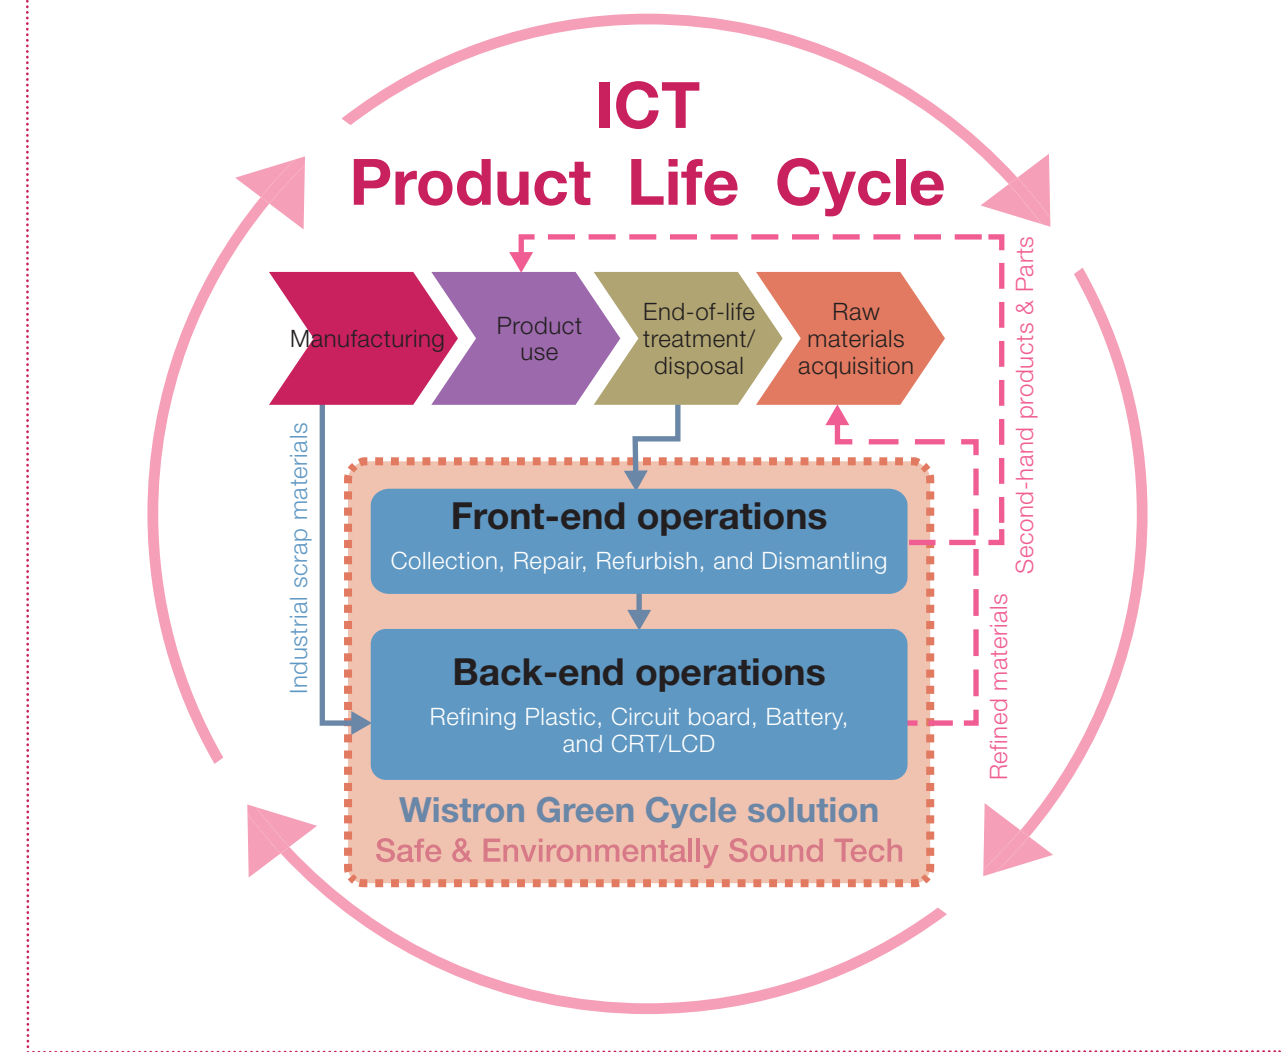 ICT
Product Life Cycle
Manufacturing
Product
use
End-of-life
treatment/
disposal
Raw
materials
acquisition
Second-hand products & Parts
Industrial scrap materials
Front-end operations
Collection, Repair, Refurbish, and Dismantling
Back-end operations
Refining Plastic, Circuit board, Battery,
and CRT/LCD
Refined materials
Wistron Green Cycle solution
Safe & Environmentally Sound Tech